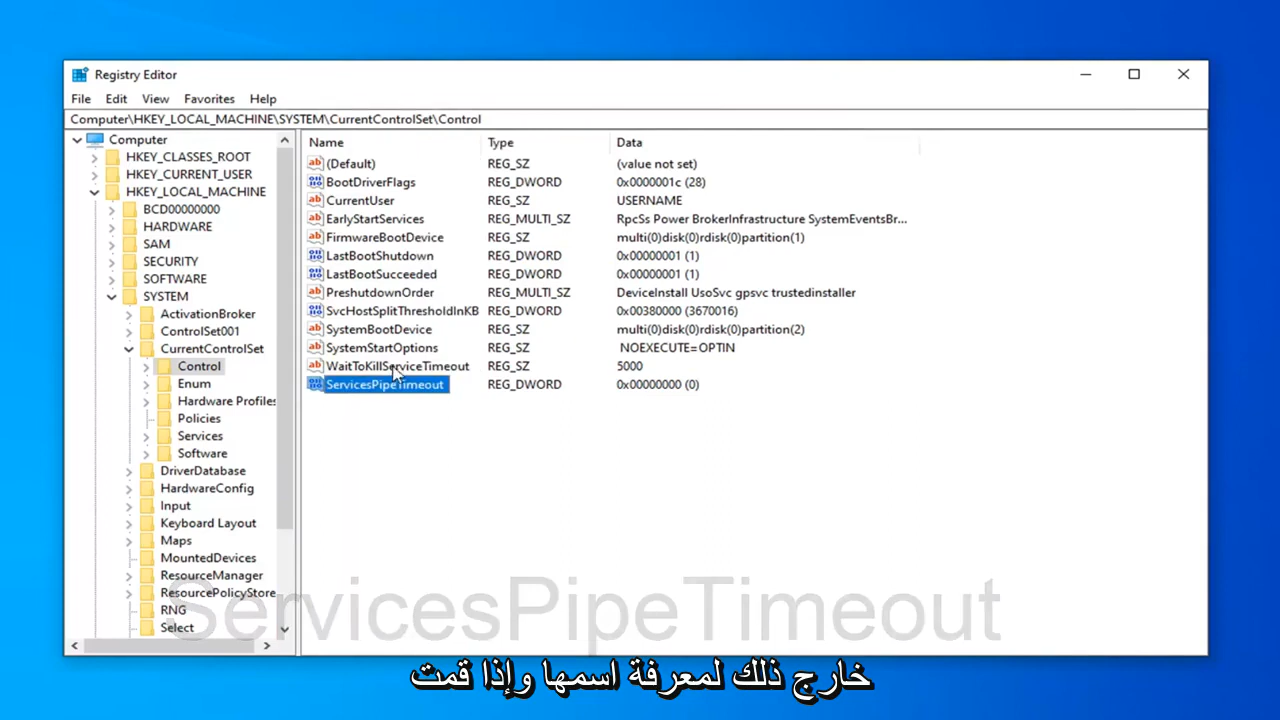 Registry Editor
File Edit View Favorites Help
Computer\HKEY_LOCAL_MACHINE\SYSTEM\CurrentControlSet\Control
Computer
HKEY_CLASSES_ROOT
HKEY_CURRENT_USER
HKEY_LOCAL_MACHINE
BCD00000000
HARDWARE
SAM
SECURITY
SOFTWARE
SYSTEM
ActivationBroker
ControlSet001
CurrentControlSet
Control
Enum
Hardware Profiles
Policies
Services
Software
DriverDatabase
HardwareConfig
Input
Keyboard Layout
Maps
MountedDevices
ResourceManager
ResourcePolicyStore
RNG
Select
Name Type Data
(Default) REG_SZ (value not set)
BootDriverFlags REG_DWORD 0x0000001c (28)
CurrentUser REG_SZ USERNAME
EarlyStartServices REG_MULTI_SZ RpcSs Power BrokerInfrastructure SystemEventsBr...
FirmwareBootDevice REG_SZ multi(0)disk(0)rdisk(0)partition(1)
LastBootShutdown REG_DWORD 0x00000001 (1)
LastBootSucceeded REG_DWORD 0x00000001 (1)
PreshutdownOrder REG_MULTI_SZ DeviceInstall UsoSvc gpsvc trustedinstaller
SvcHostSplitThresholdInKB REG_DWORD 0x00380000 (3670016)
SystemBootDevice REG_SZ multi(0)disk(0)rdisk(0)partition(2)
SystemStartOptions REG_SZ NOEXECUTE=OPTIN
WaitToKillServiceTimeout REG_SZ 5000
ServicesPipeTimeout REG_DWORD 0x00000000 (0)
ServicesPipeTimeout
خارج ذلك لمعرفة اسمها وإذا قمت